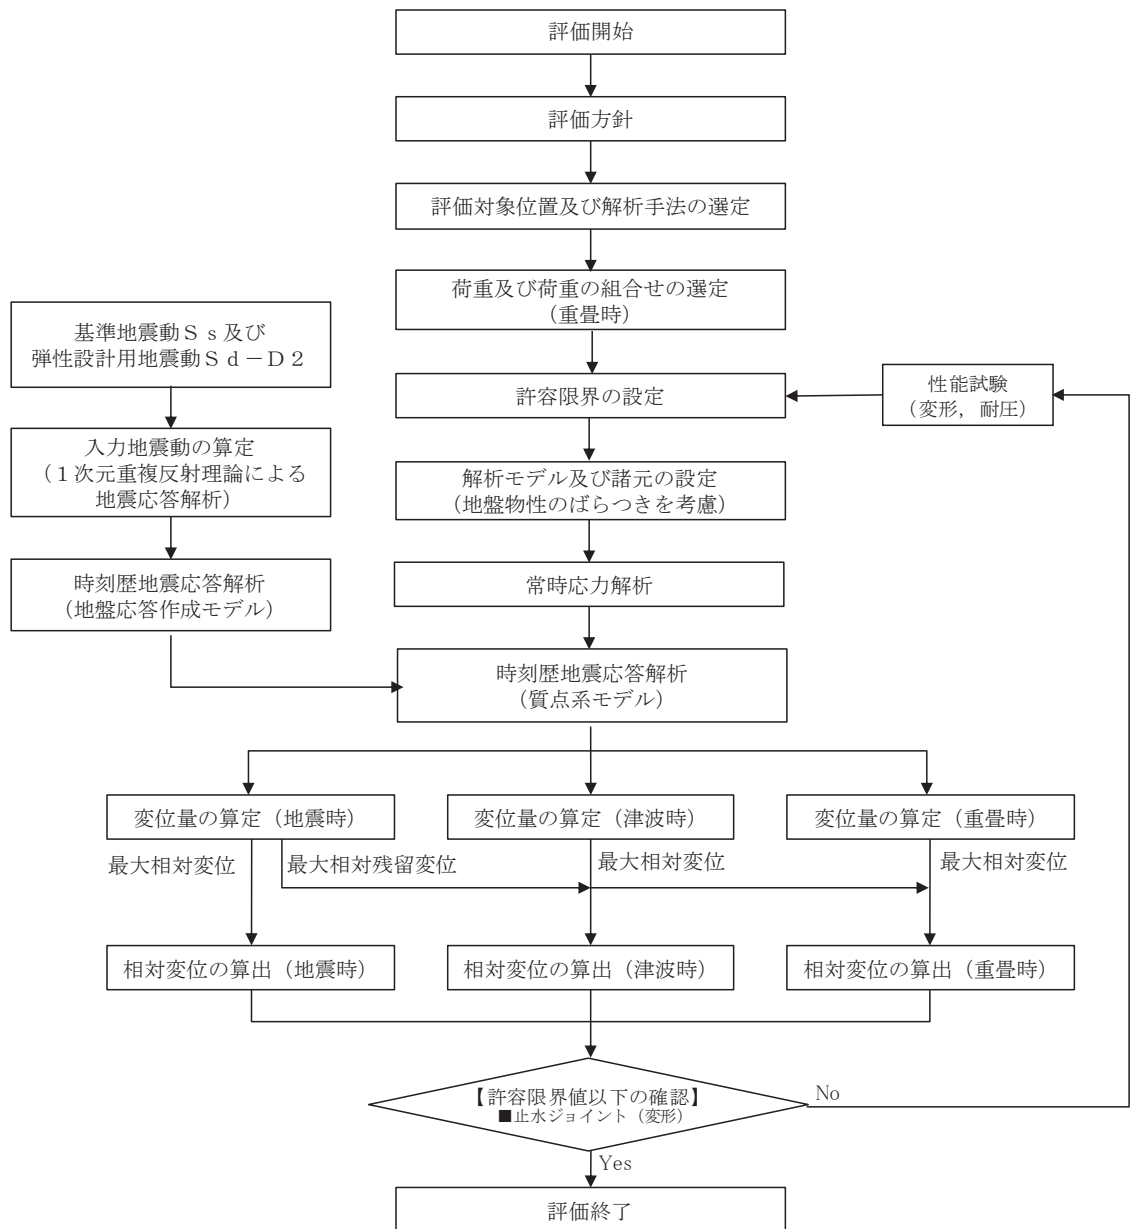 評価開始
評価方針
評価対象位置及び解析手法の選定
荷重及び荷重の組合せの選定
（重畳時）
基準地震動Ｓｓ及び
弾性設計用地震動Ｓｄ－Ｄ２
許容限界の設定
性能試験
（変形，耐圧）
入力地震動の算定
（１次元重複反射理論による
地震応答解析）
解析モデル及び諸元の設定
（地盤物性のばらつきを考慮）
時刻歴地震応答解析
（地盤応答作成モデル）
常時応力解析
時刻歴地震応答解析
（質点系モデル）
変位量の算定（地震時）
変位量の算定（津波時）
変位量の算定（重畳時）
最大相対変位
最大相対残留変位
最大相対変位
最大相対変位
相対変位の算出（地震時）
相対変位の算出（津波時）
相対変位の算出（重畳時）
【許容限界値以下の確認】
■止水ジョイント（変形）
No
Yes
評価終了